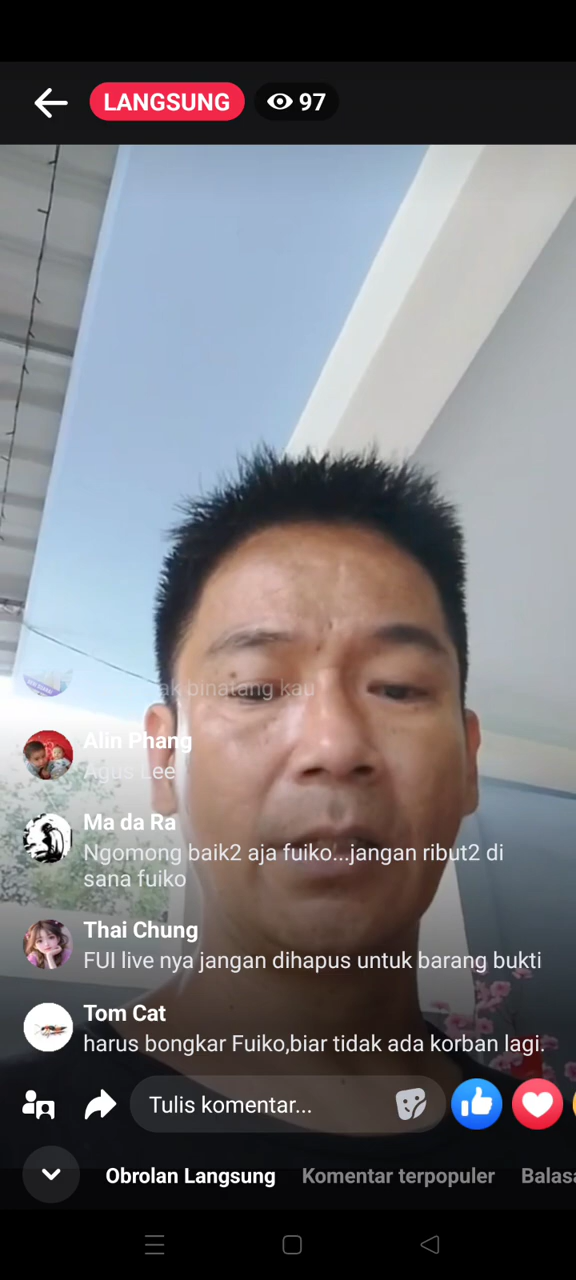 LANGSUNG 97
ak binatang kau
Alin Phang
Agus Lee
Ma da Ra
Ngomong baik2 aja fuiko...jangan ribut2 di
sana fuiko
Thai Chung
FUI live nya jangan dihapus untuk barang bukti
Tom Cat
harus bongkar Fuiko,biar tidak ada korban lagi.
Tulis komentar...
Obrolan Langsung Komentar terpopuler Balasa